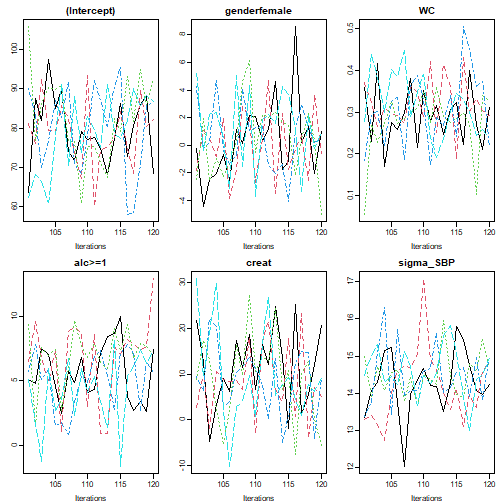 (Intercept) genderfemale WC
60 70 80 90 100
-4 -2 0 2 4 6 8
0.1 0.2 0.3 0.4 0.5
105 110 115 120 105 110 115 120 105 110 115 120
Iterations Iterations Iterations
alc>=1 creat sigma_SBP
0 5 10
-10 0 10 20 30
12 13 14 15 16 17
105 110 115 120 105 110 115 120 105 110 115 120
Iterations Iterations Iterations